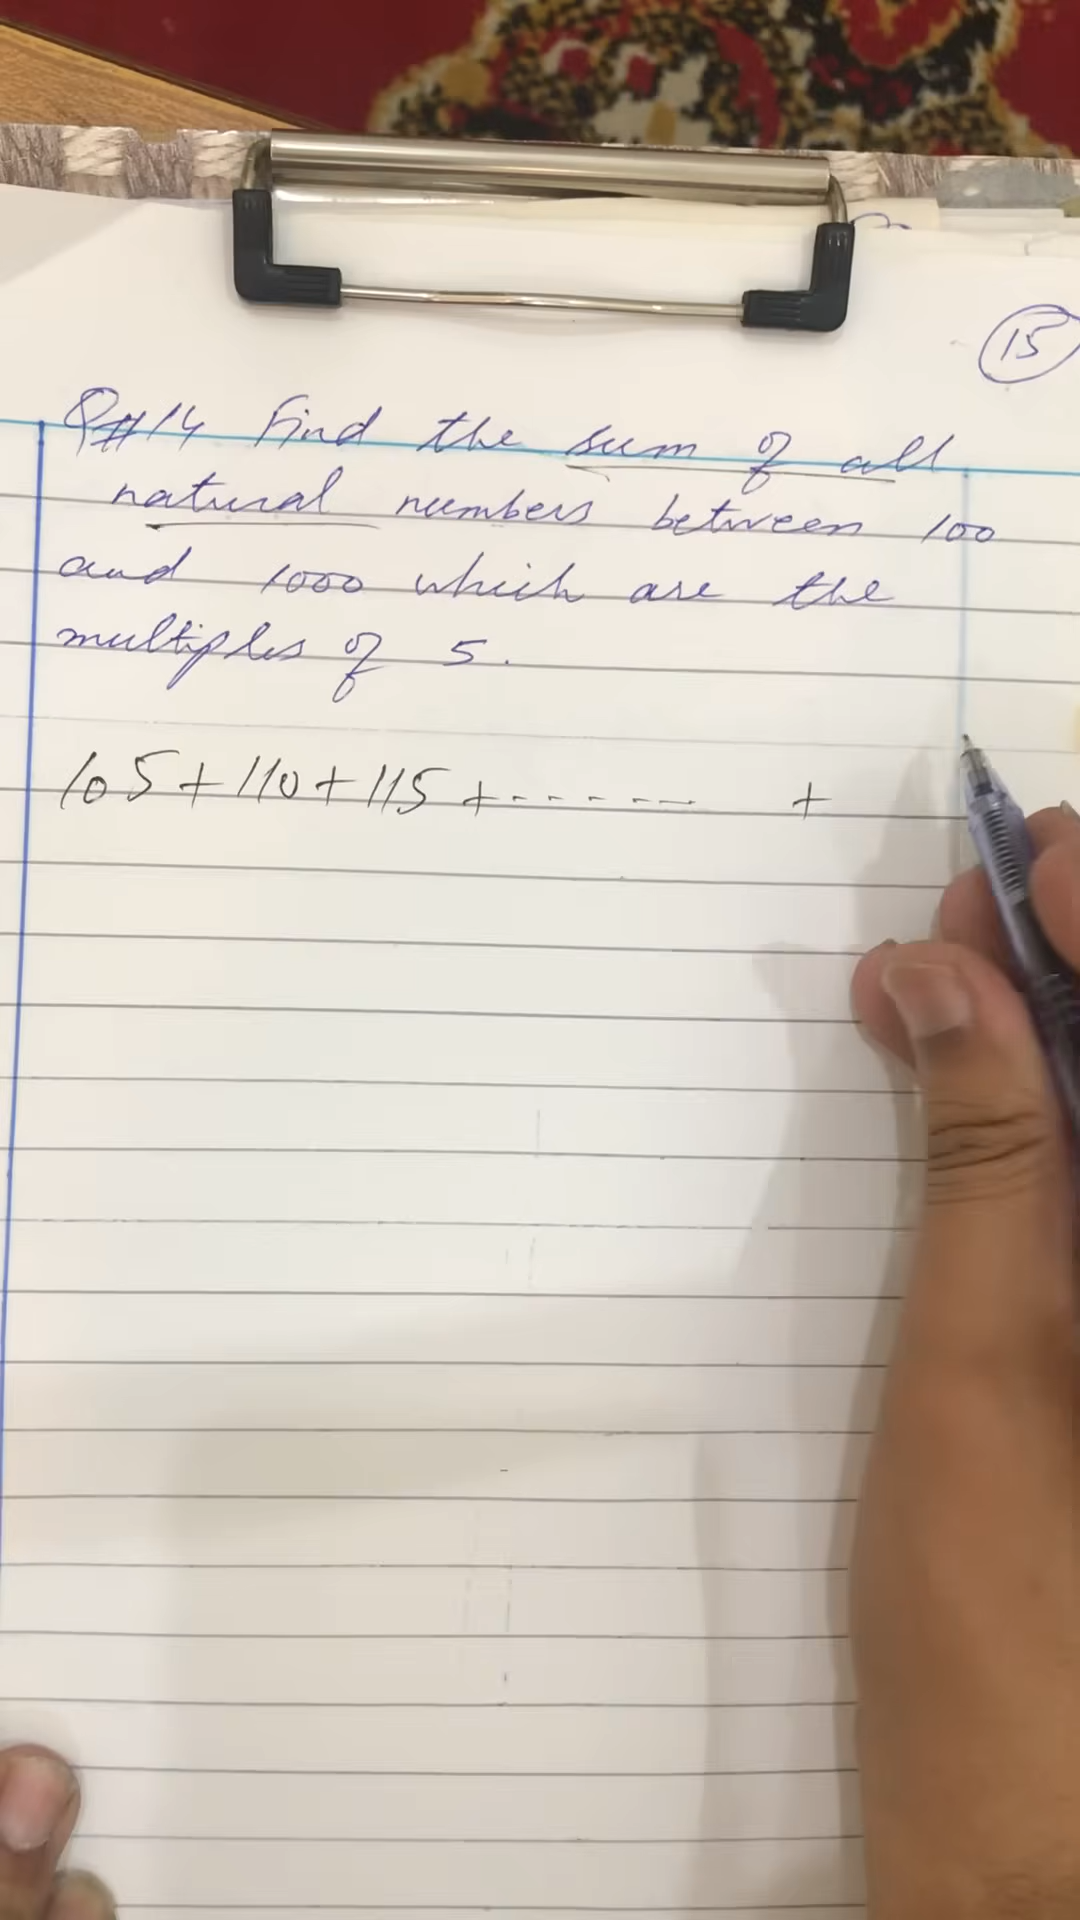 15
Q#14 Find the sum of all
natural numbers between 100
and 1000 which are the
multiples of 5.
105+110+115+------ +